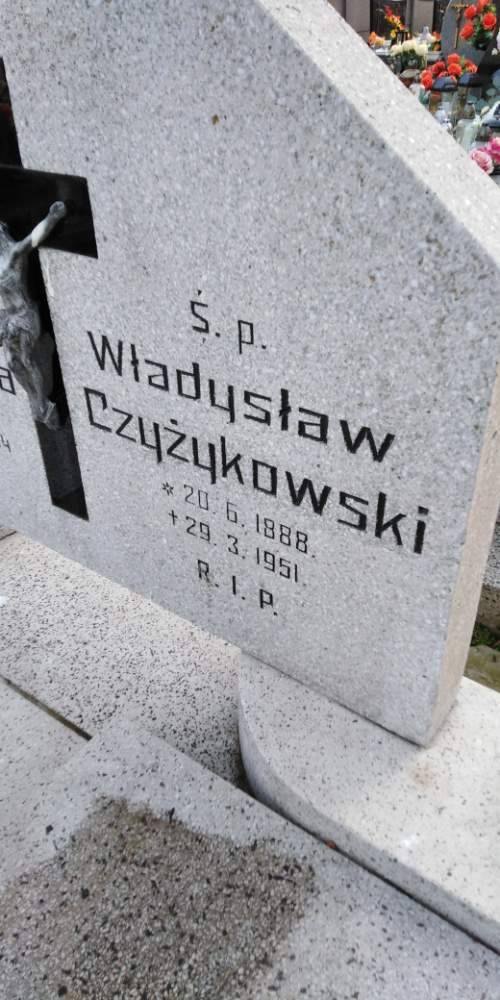 Ś. p.
Władysław
Czyżykowski
* 20. 6. 1888.
† 29. 3. 1951.
R. I. P.